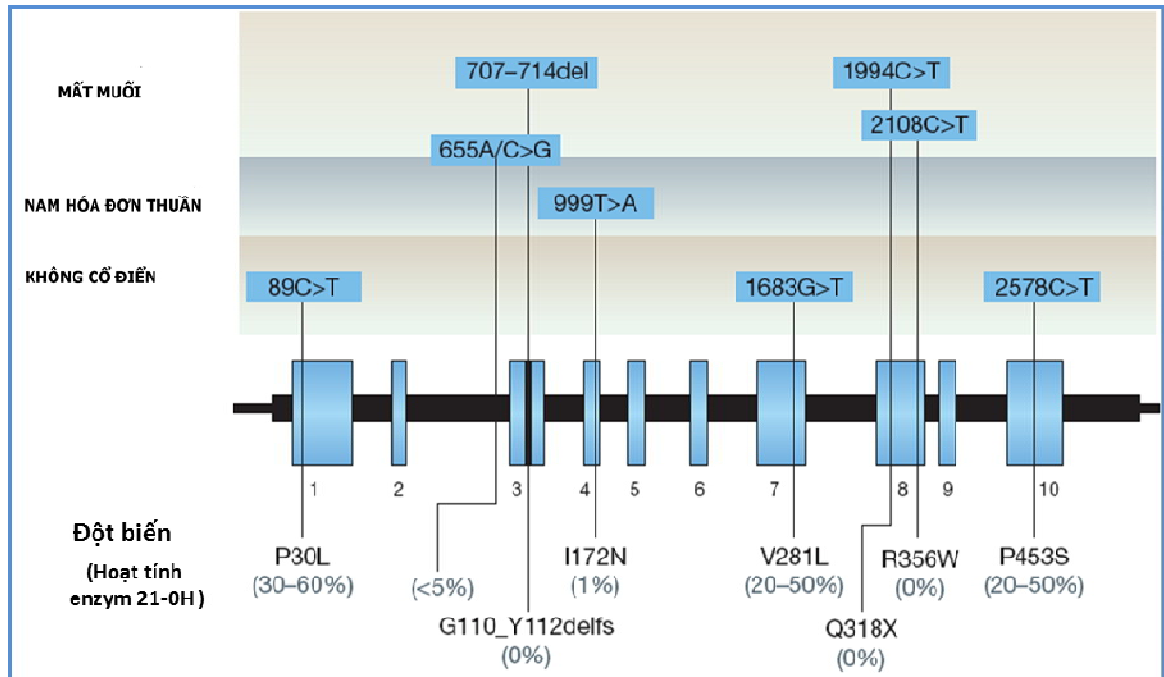 MẤT MUỐI
707–714del
1994C>T
2108C>T
655A/C>G
NAM HÓA ĐƠN THUẦN
999T>A
KHÔNG CỔ ĐIỂN
89C>T
1683G>T
2578C>T
1
2
3
4
5
6
7
8
9
10
Đột biến
(Hoạt tính
enzym 21-0H )
P30L
(30–60%)
(<5%)
I172N
(1%)
V281L
(20–50%)
R356W
(0%)
P453S
(20–50%)
G110_Y112delfs
(0%)
Q318X
(0%)